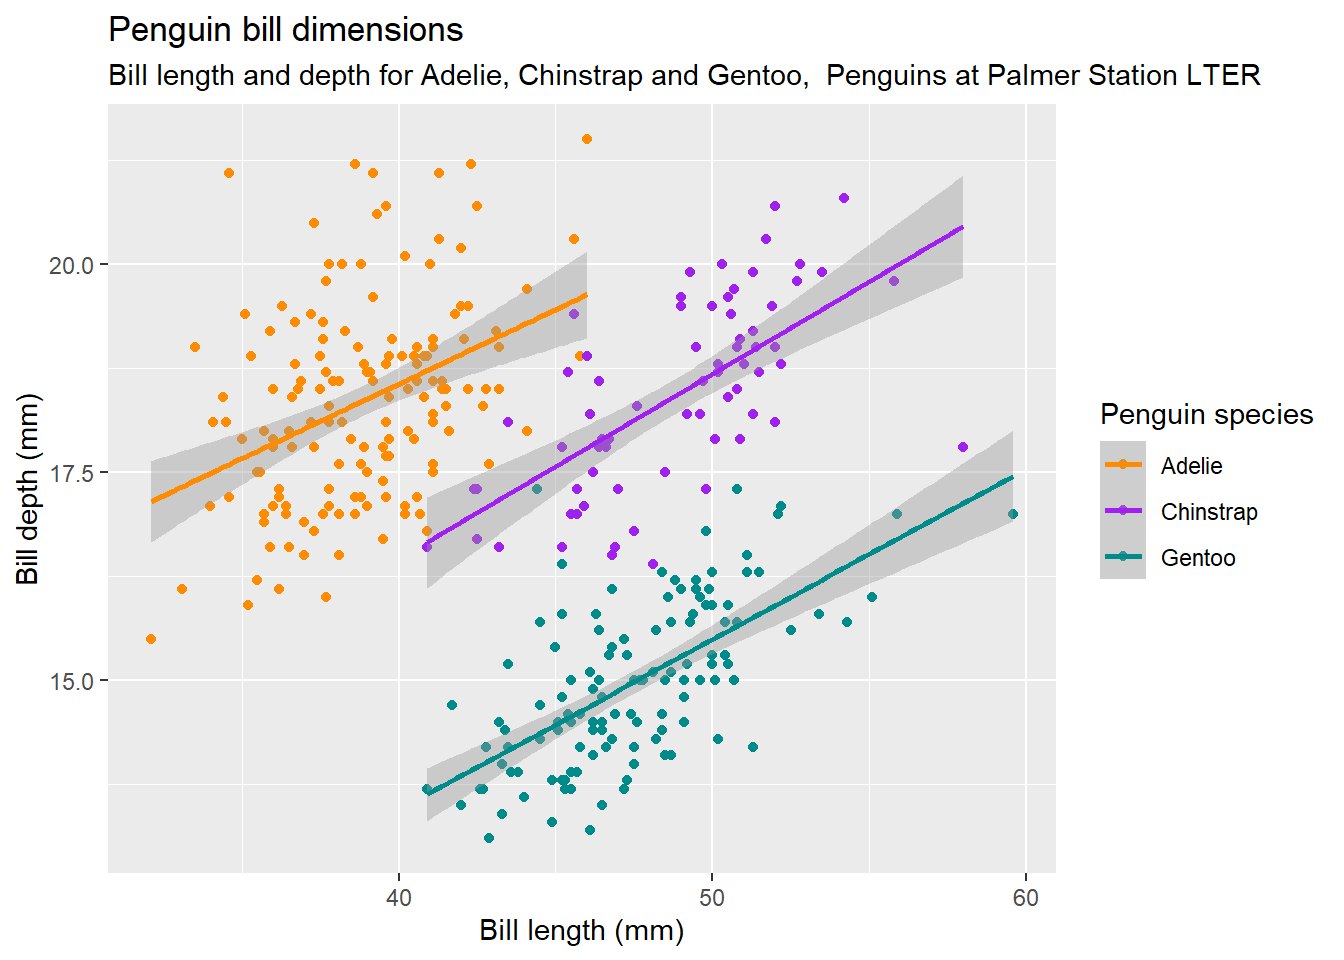 Penguin bill dimensions
Bill length and depth for Adelie, Chinstrap and Gentoo,  Penguins at Palmer Station LTER
Bill depth (mm)
20.0
17.5
15.0
40
50
60
Bill length (mm)
Penguin species
Adelie
Chinstrap
Gentoo